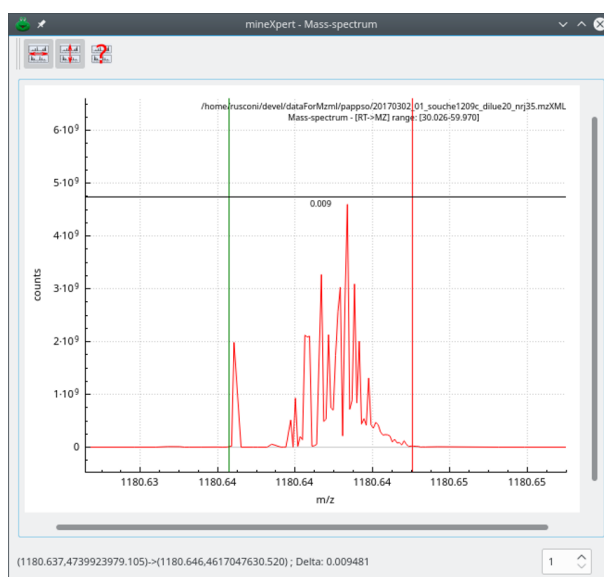 mineXpert - Mass-spectrum
?
/home/rusconi/devel/dataForMzml/pappso/20170302_01_souche1209c_dilue20_nrj35.mzXML
Mass-spectrum - [RT->MZ] range: [30.026-59.970]
6·10⁹
5·10⁹
0.009
4·10⁹
counts
3·10⁹
2·10⁹
1·10⁹
0
1180.63 1180.64 1180.64 1180.64 1180.65 1180.65
m/z
(1180.637,4739923979.105)->(1180.646,4617047630.520) ; Delta: 0.009481
1